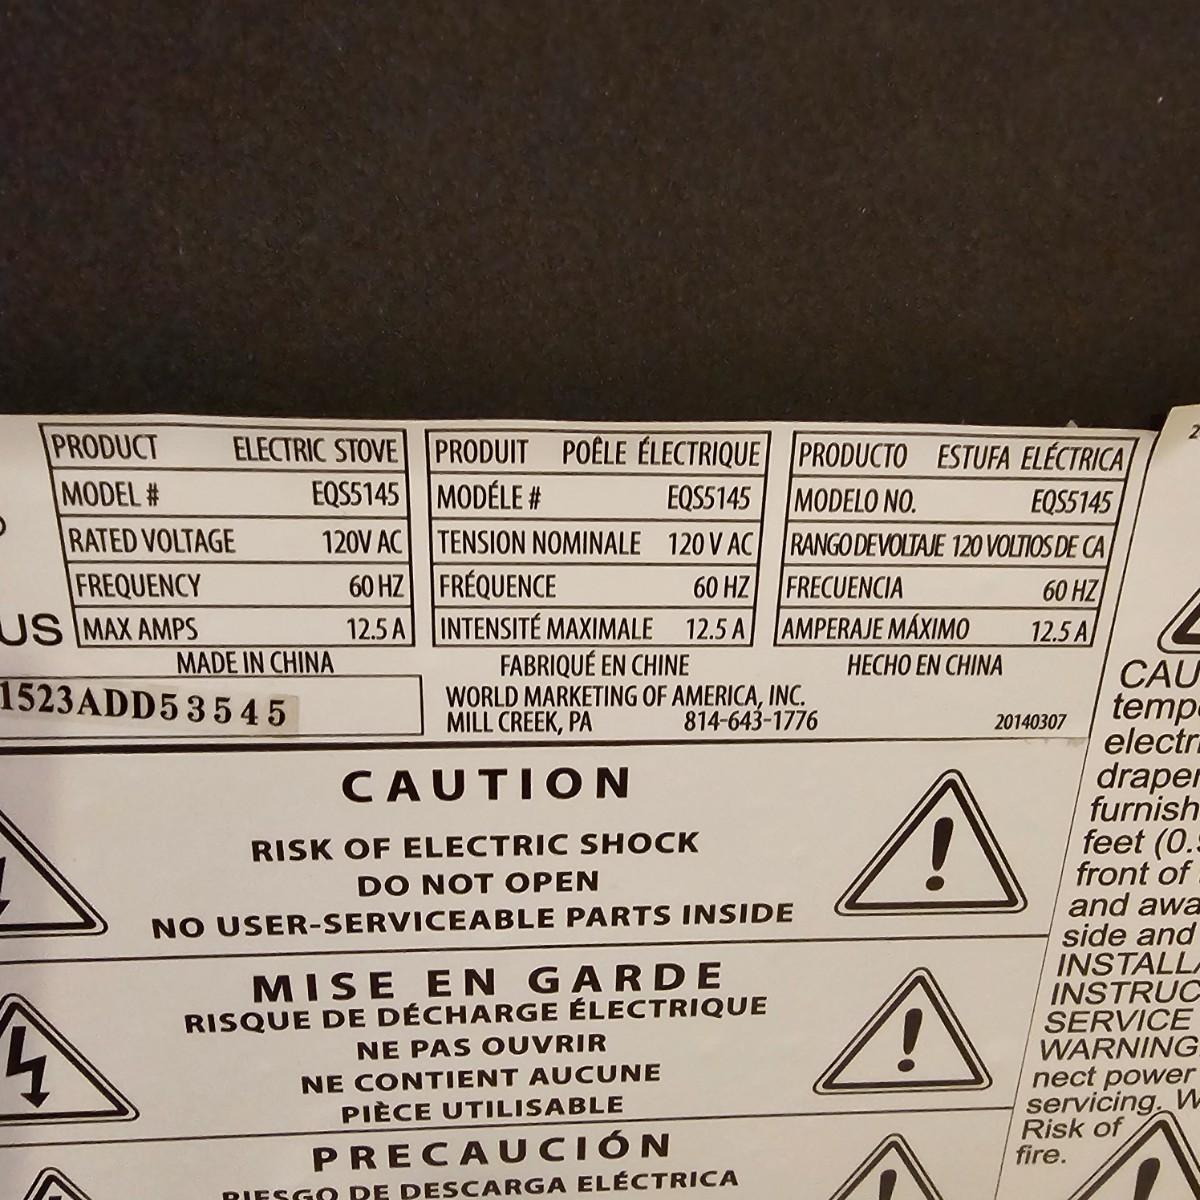 PRODUCT ELECTRIC STOVE
MODEL # EQS5145
RATED VOLTAGE 120V AC
FREQUENCY 60 HZ
MAX AMPS 12.5 A
MADE IN CHINA
US
1523ADD53545
PRODUIT POÊLE ÉLECTRIQUE
MODÉLE # EQS5145
TENSION NOMINALE 120 V AC
FRÉQUENCE 60 HZ
INTENSITÉ MAXIMALE 12.5 A
FABRIQUÉ EN CHINE
PRODUCTO ESTUFA ELÉCTRICA
MODELO NO. EQS5145
RANGO DE VOLTAJE 120 VOLTIOS DE CA
FRECUENCIA 60 HZ
AMPERAJE MÁXIMO 12.5 A
HECHO EN CHINA
WORLD MARKETING OF AMERICA, INC.
MILL CREEK, PA 814-643-1776
20140307
CAUTION
RISK OF ELECTRIC SHOCK
DO NOT OPEN
NO USER-SERVICEABLE PARTS INSIDE
MISE EN GARDE
RISQUE DE DÉCHARGE ÉLECTRIQUE
NE PAS OUVRIR
NE CONTIENT AUCUNE
PIÈCE UTILISABLE
PRECAUCIÓN
RIESGO DE DESCARGA ELÉCTRICA
CAU
temp
electr
draper
furnish
feet (0.
front of
and awa
side and
INSTALL
INSTRUC
SERVICE
WARNING
nect power
servicing. W
Risk of
fire.